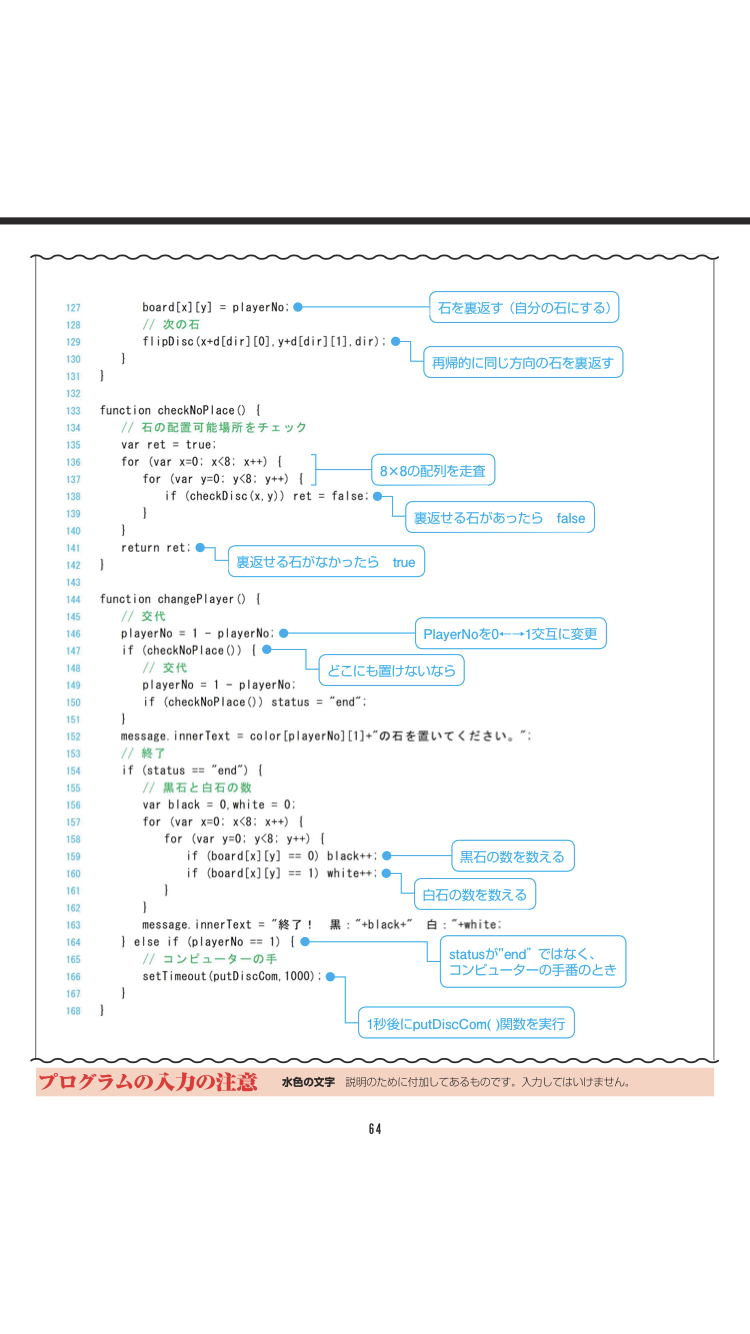 127 board[x][y] = playerNo; 石を裏返す（自分の石にする）
128 // 次の石
129 flipDisc(x+d[dir][0],y+d[dir][1],dir);
130 } 再帰的に同じ方向の石を裏返す
131 }
132
133 function checkNoPlace() {
134 // 石の配置可能場所をチェック
135 var ret = true;
136 for (var x=0; x<8; x++) { 8×8の配列を走査
137 for (var y=0; y<8; y++) {
138 if (checkDisc(x,y)) ret = false;
139 } 裏返せる石があったら　false
140 }
141 return ret; 裏返せる石がなかったら　true
142 }
143
144 function changePlayer() {
145 // 交代
146 playerNo = 1 - playerNo; PlayerNoを0←→1交互に変更
147 if (checkNoPlace()) {
148 // 交代 どこにも置けないなら
149 playerNo = 1 - playerNo;
150 if (checkNoPlace()) status = "end";
151 }
152 message.innerText = color[playerNo][1]+"の石を置いてください。";
153 // 終了
154 if (status == "end") {
155 // 黒石と白石の数
156 var black = 0,white = 0;
157 for (var x=0; x<8; x++) {
158 for (var y=0; y<8; y++) {
159 if (board[x][y] == 0) black++; 黒石の数を数える
160 if (board[x][y] == 1) white++;
161 } 白石の数を数える
162 }
163 message.innerText = "終了！　黒："+black+"　白："+white;
164 } else if (playerNo == 1) { statusが"end"ではなく、
165 // コンピューターの手 コンピューターの手番のとき
166 setTimeout(putDiscCom,1000);
167 }
168 } 1秒後にputDiscCom( )関数を実行
プログラムの入力の注意 水色の文字 説明のために付加してあるものです。入力してはいけません。
64